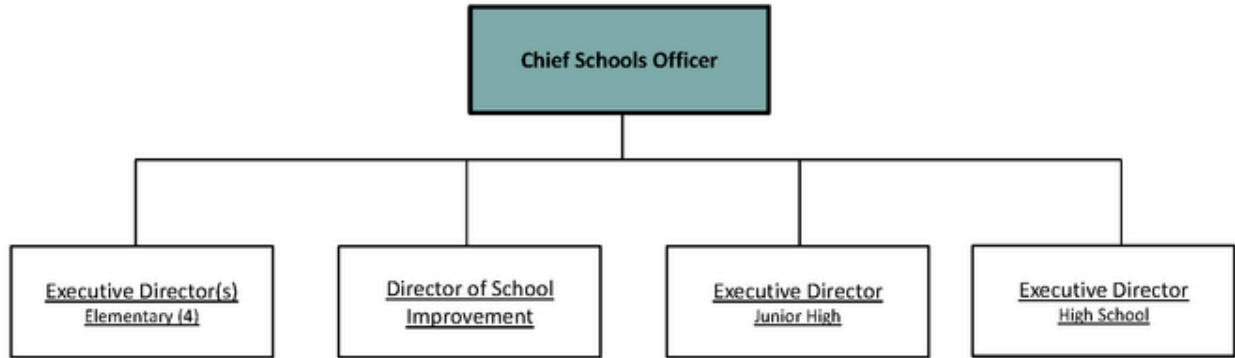 Chief Schools Officer
Executive Director(s)
Elementary (4)
Director of School
Improvement
Executive Director
Junior High
Executive Director
High School